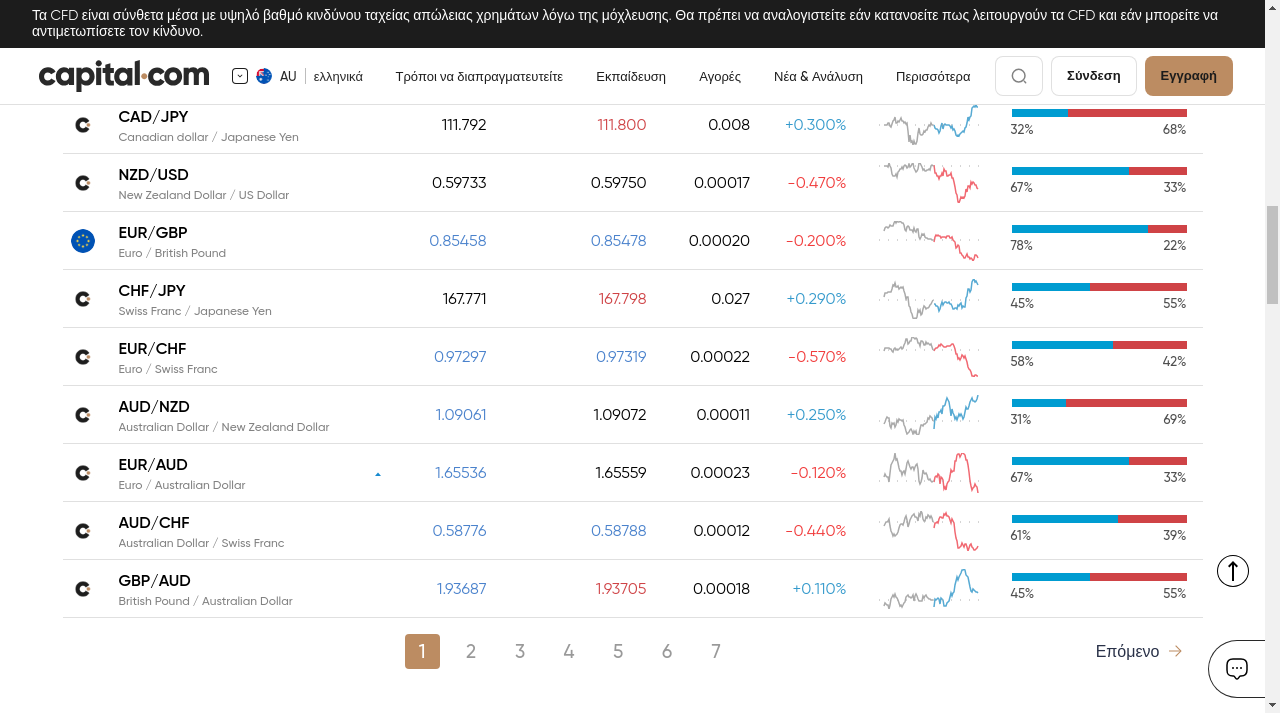 Τα CFD είναι σύνθετα μέσα με υψηλό βαθμό κινδύνου ταχείας απώλειας χρημάτων λόγω της μόχλευσης. Θα πρέπει να αναλογιστείτε εάν κατανοείτε πως λειτουργούν τα CFD και εάν μπορείτε να
αντιμετωπίσετε τον κίνδυνο.
capital.com AU ελληνικά Τρόποι να διαπραγματευτείτε Εκπαίδευση Αγορές Νέα & Ανάλυση Περισσότερα Σύνδεση Εγγραφή
CAD/JPY 111.792 111.800 0.008 +0.300%
Canadian dollar / Japanese Yen 32% 68%
NZD/USD 0.59733 0.59750 0.00017 -0.470%
New Zealand Dollar / US Dollar 67% 33%
EUR/GBP 0.85458 0.85478 0.00020 -0.200%
Euro / British Pound 78% 22%
CHF/JPY 167.771 167.798 0.027 +0.290%
Swiss Franc / Japanese Yen 45% 55%
EUR/CHF 0.97297 0.97319 0.00022 -0.570%
Euro / Swiss Franc 58% 42%
AUD/NZD 1.09061 1.09072 0.00011 +0.250%
Australian Dollar / New Zealand Dollar 31% 69%
EUR/AUD 1.65536 1.65559 0.00023 -0.120%
Euro / Australian Dollar 67% 33%
AUD/CHF 0.58776 0.58788 0.00012 -0.440%
Australian Dollar / Swiss Franc 61% 39%
GBP/AUD 1.93687 1.93705 0.00018 +0.110%
British Pound / Australian Dollar 45% 55%
1 2 3 4 5 6 7 Επόμενο